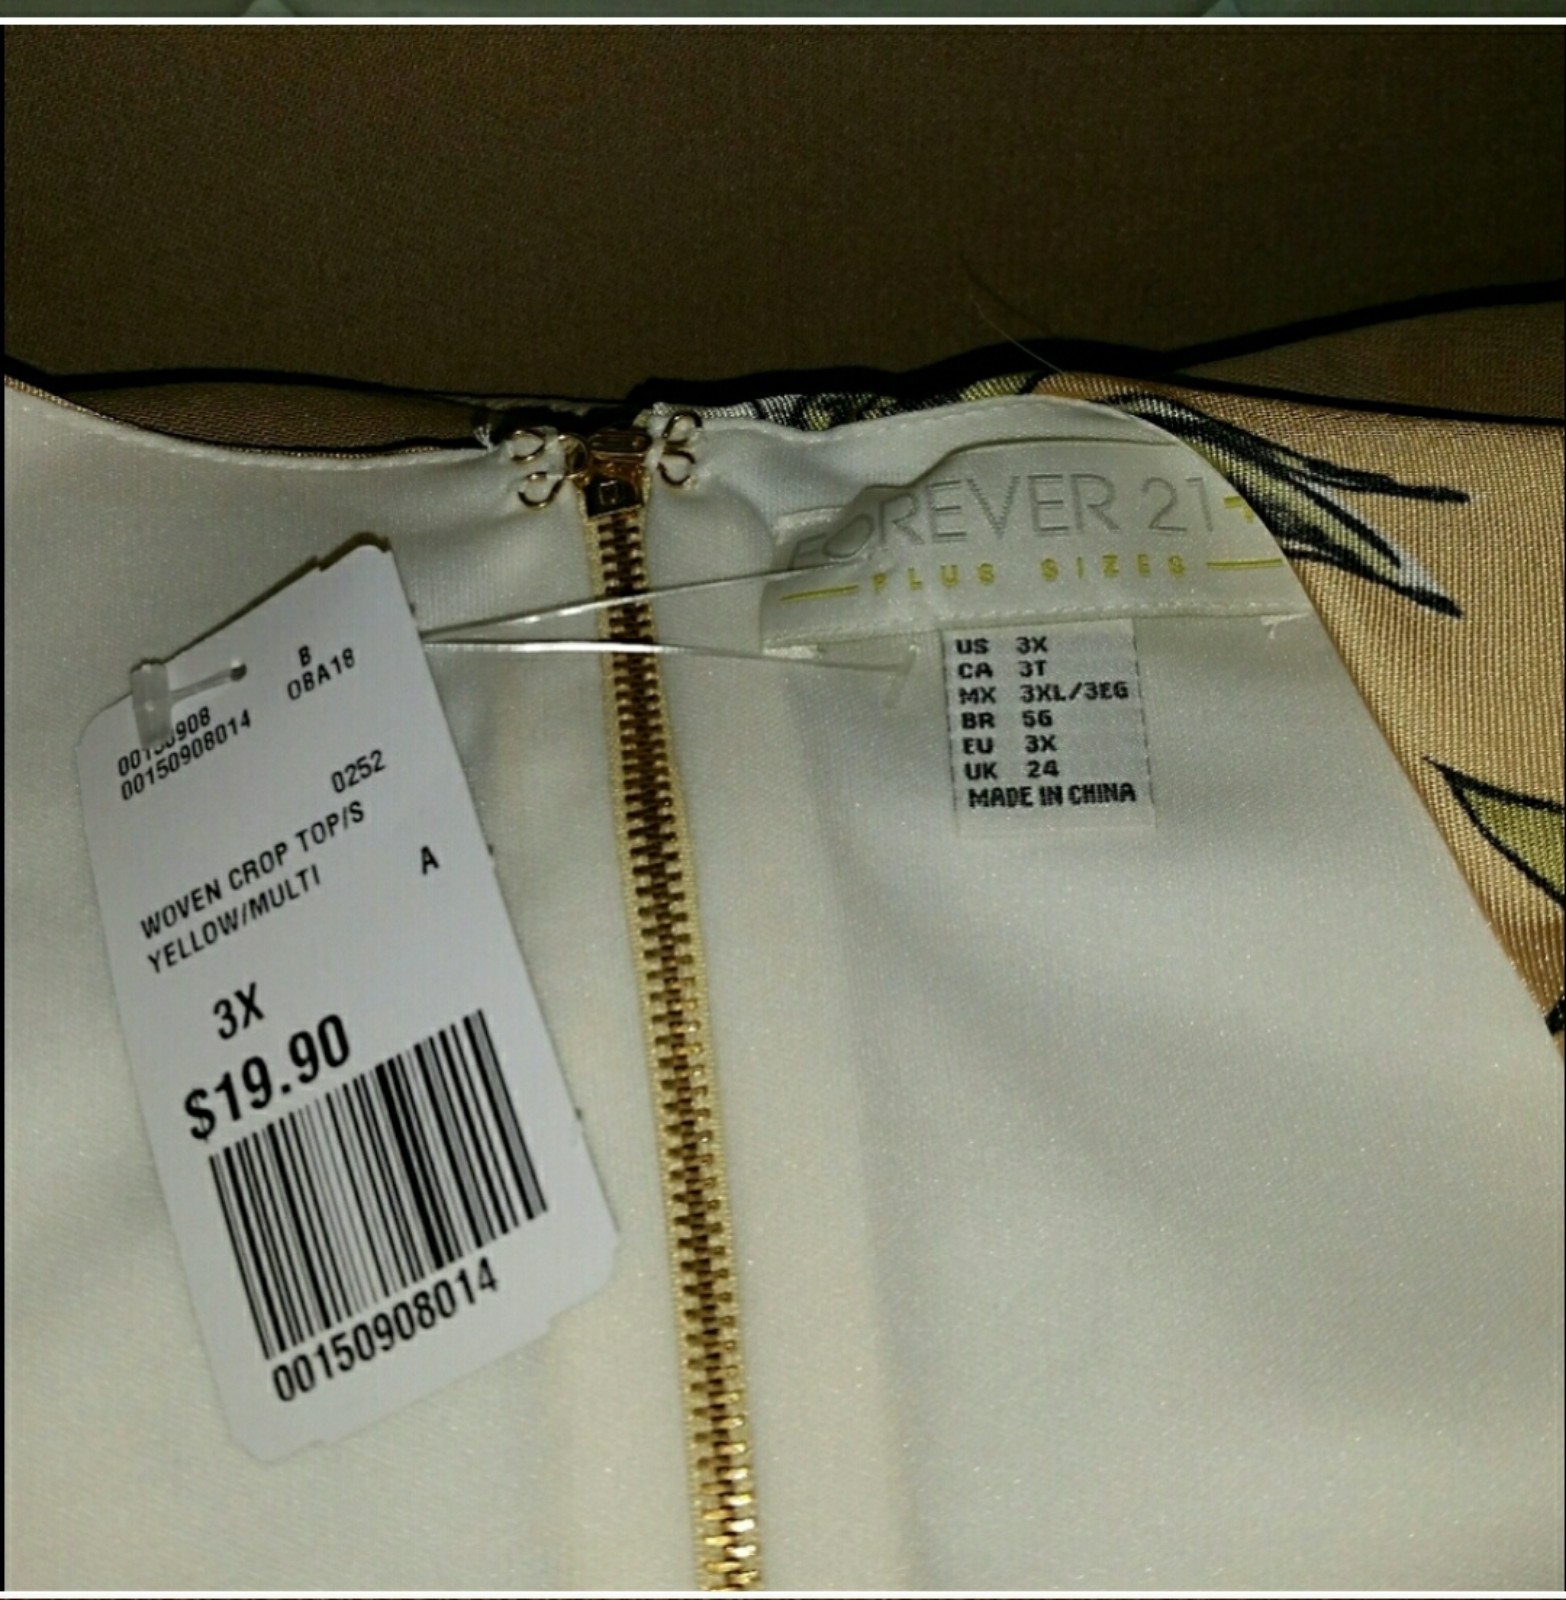 B
OBA18
00150908
00150908014
0252
WOVEN CROP TOP/S
YELLOW/MULTI
A
3X
$19.90
00150908014
FOREVER 21+
PLUS SIZES
US 3X
CA 3T
MX 3XL/3EG
BR 56
EU 3X
UK 24
MADE IN CHINA